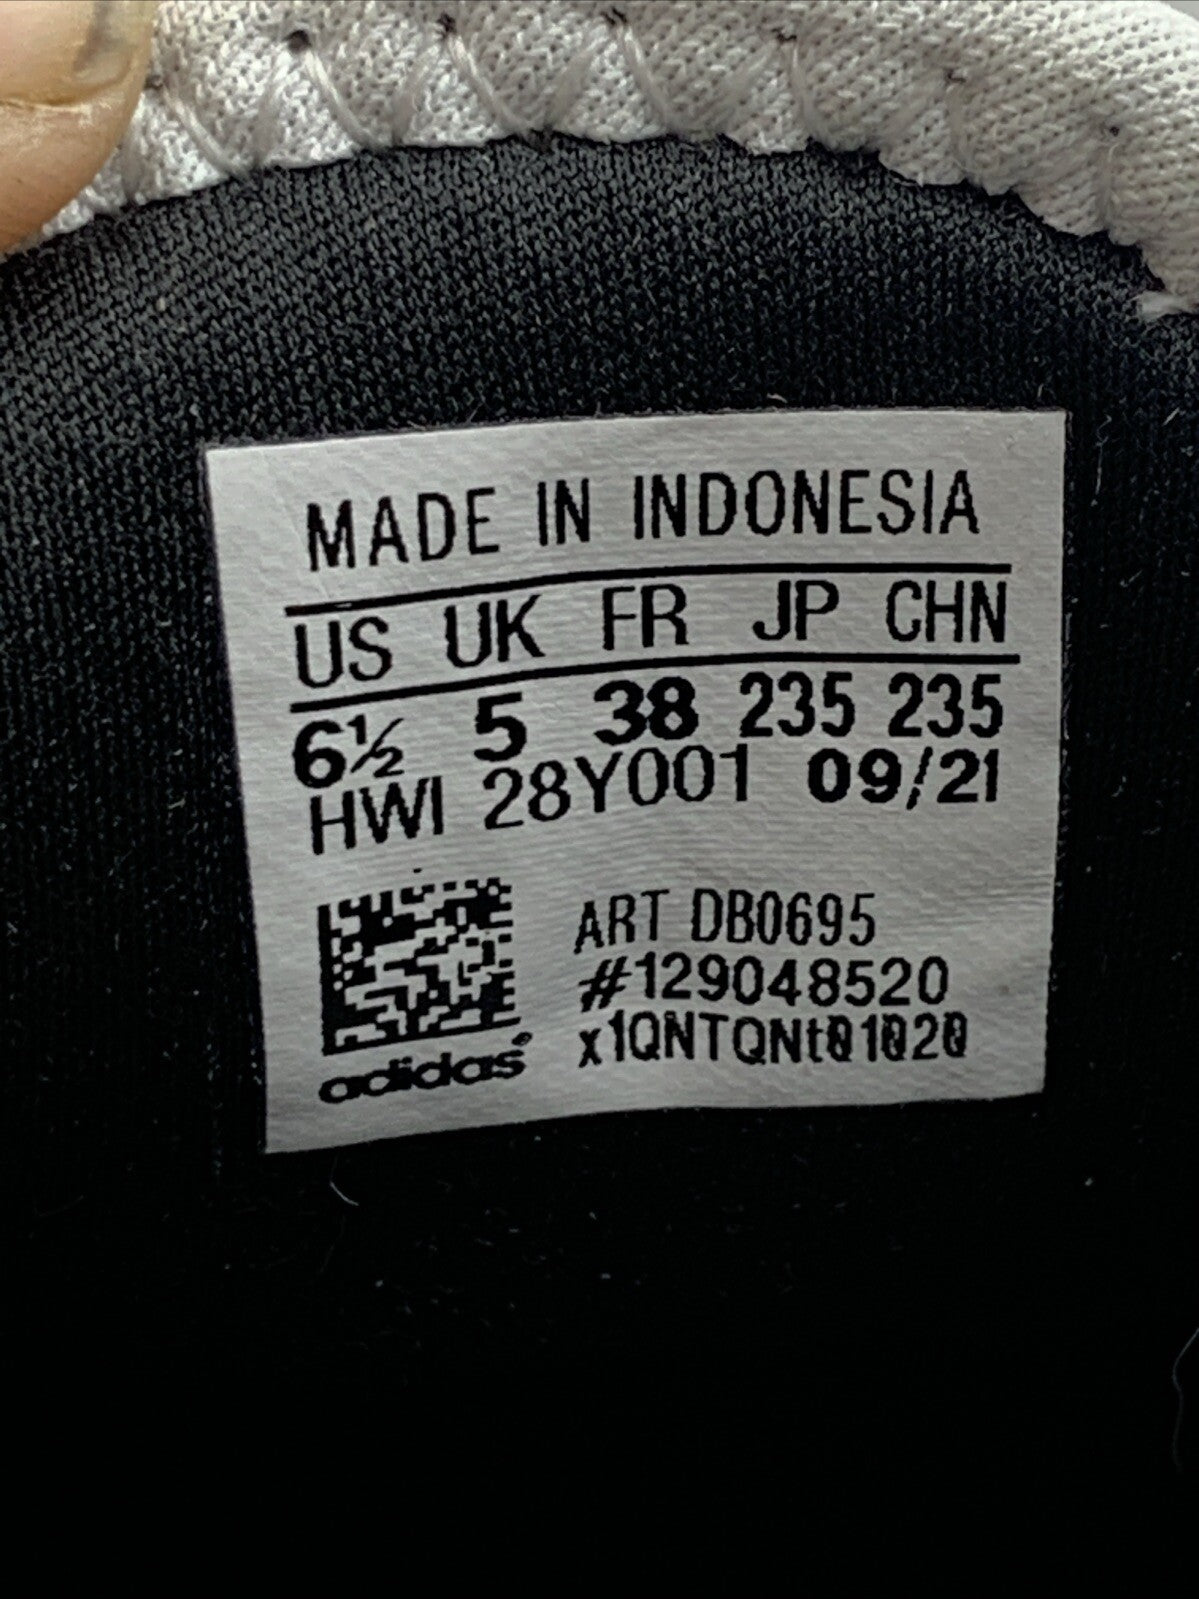 MADE IN INDONESIA
US UK FR JP CHN
6½ 5 38 235 235
HWI 28Y001 09/21
ART DB0695
#129048520
x1QNTQNt01020
adidas®